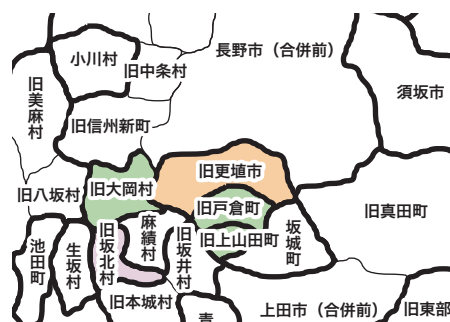 長野市（合併前）
小川村
旧中条村
須坂市
旧美麻村
旧信州新町
旧更埴市
旧八坂村
旧大岡村
旧戸倉町
旧真田町
麻績村
坂城町
旧坂北村
旧坂井村
旧上山田町
池田町
生坂村
旧本城村
上田市（合併前）
旧東部
青